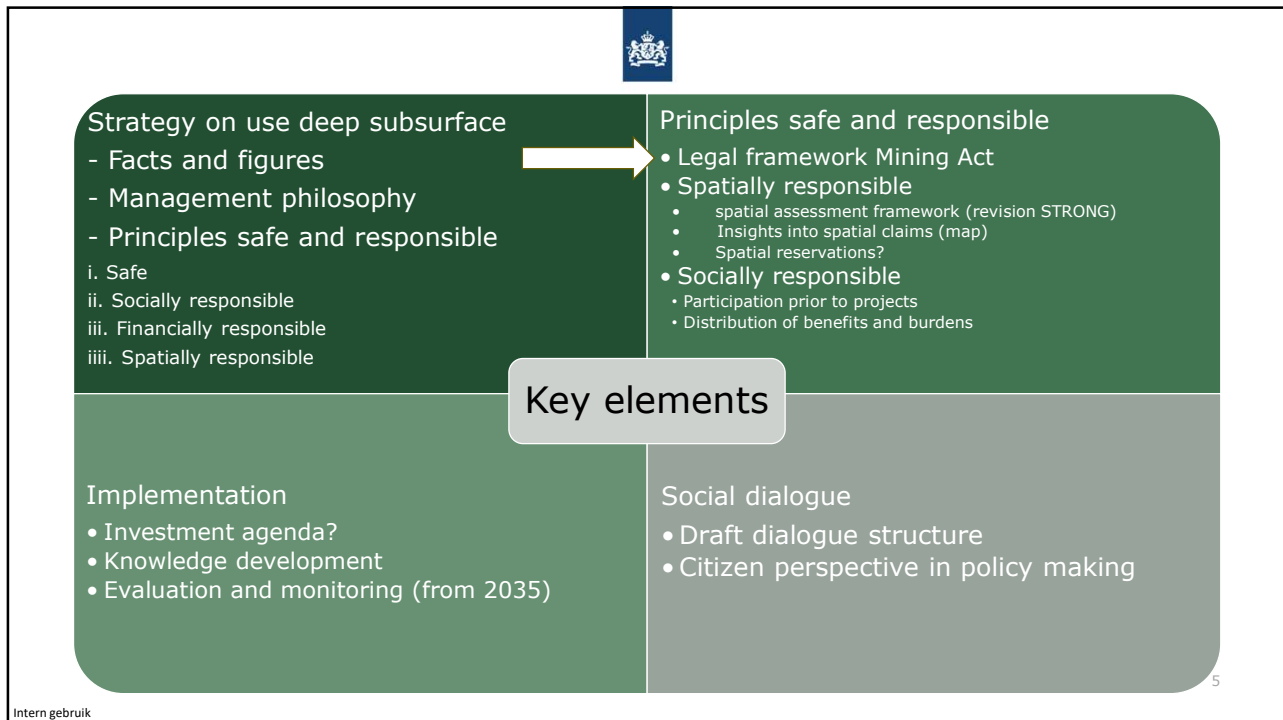 Strategy on use deep subsurface
- Facts and figures
- Management philosophy
- Principles safe and responsible
i. Safe
ii. Socially responsible
iii. Financially responsible
iiii. Spatially responsible
Principles safe and responsible
• Legal framework Mining Act
• Spatially responsible
• spatial assessment framework (revision STRONG)
• Insights into spatial claims (map)
• Spatial reservations?
• Socially responsible
• Participation prior to projects
• Distribution of benefits and burdens
Key elements
Implementation
• Investment agenda?
• Knowledge development
• Evaluation and monitoring (from 2035)
Social dialogue
• Draft dialogue structure
• Citizen perspective in policy making
5
Intern gebruik